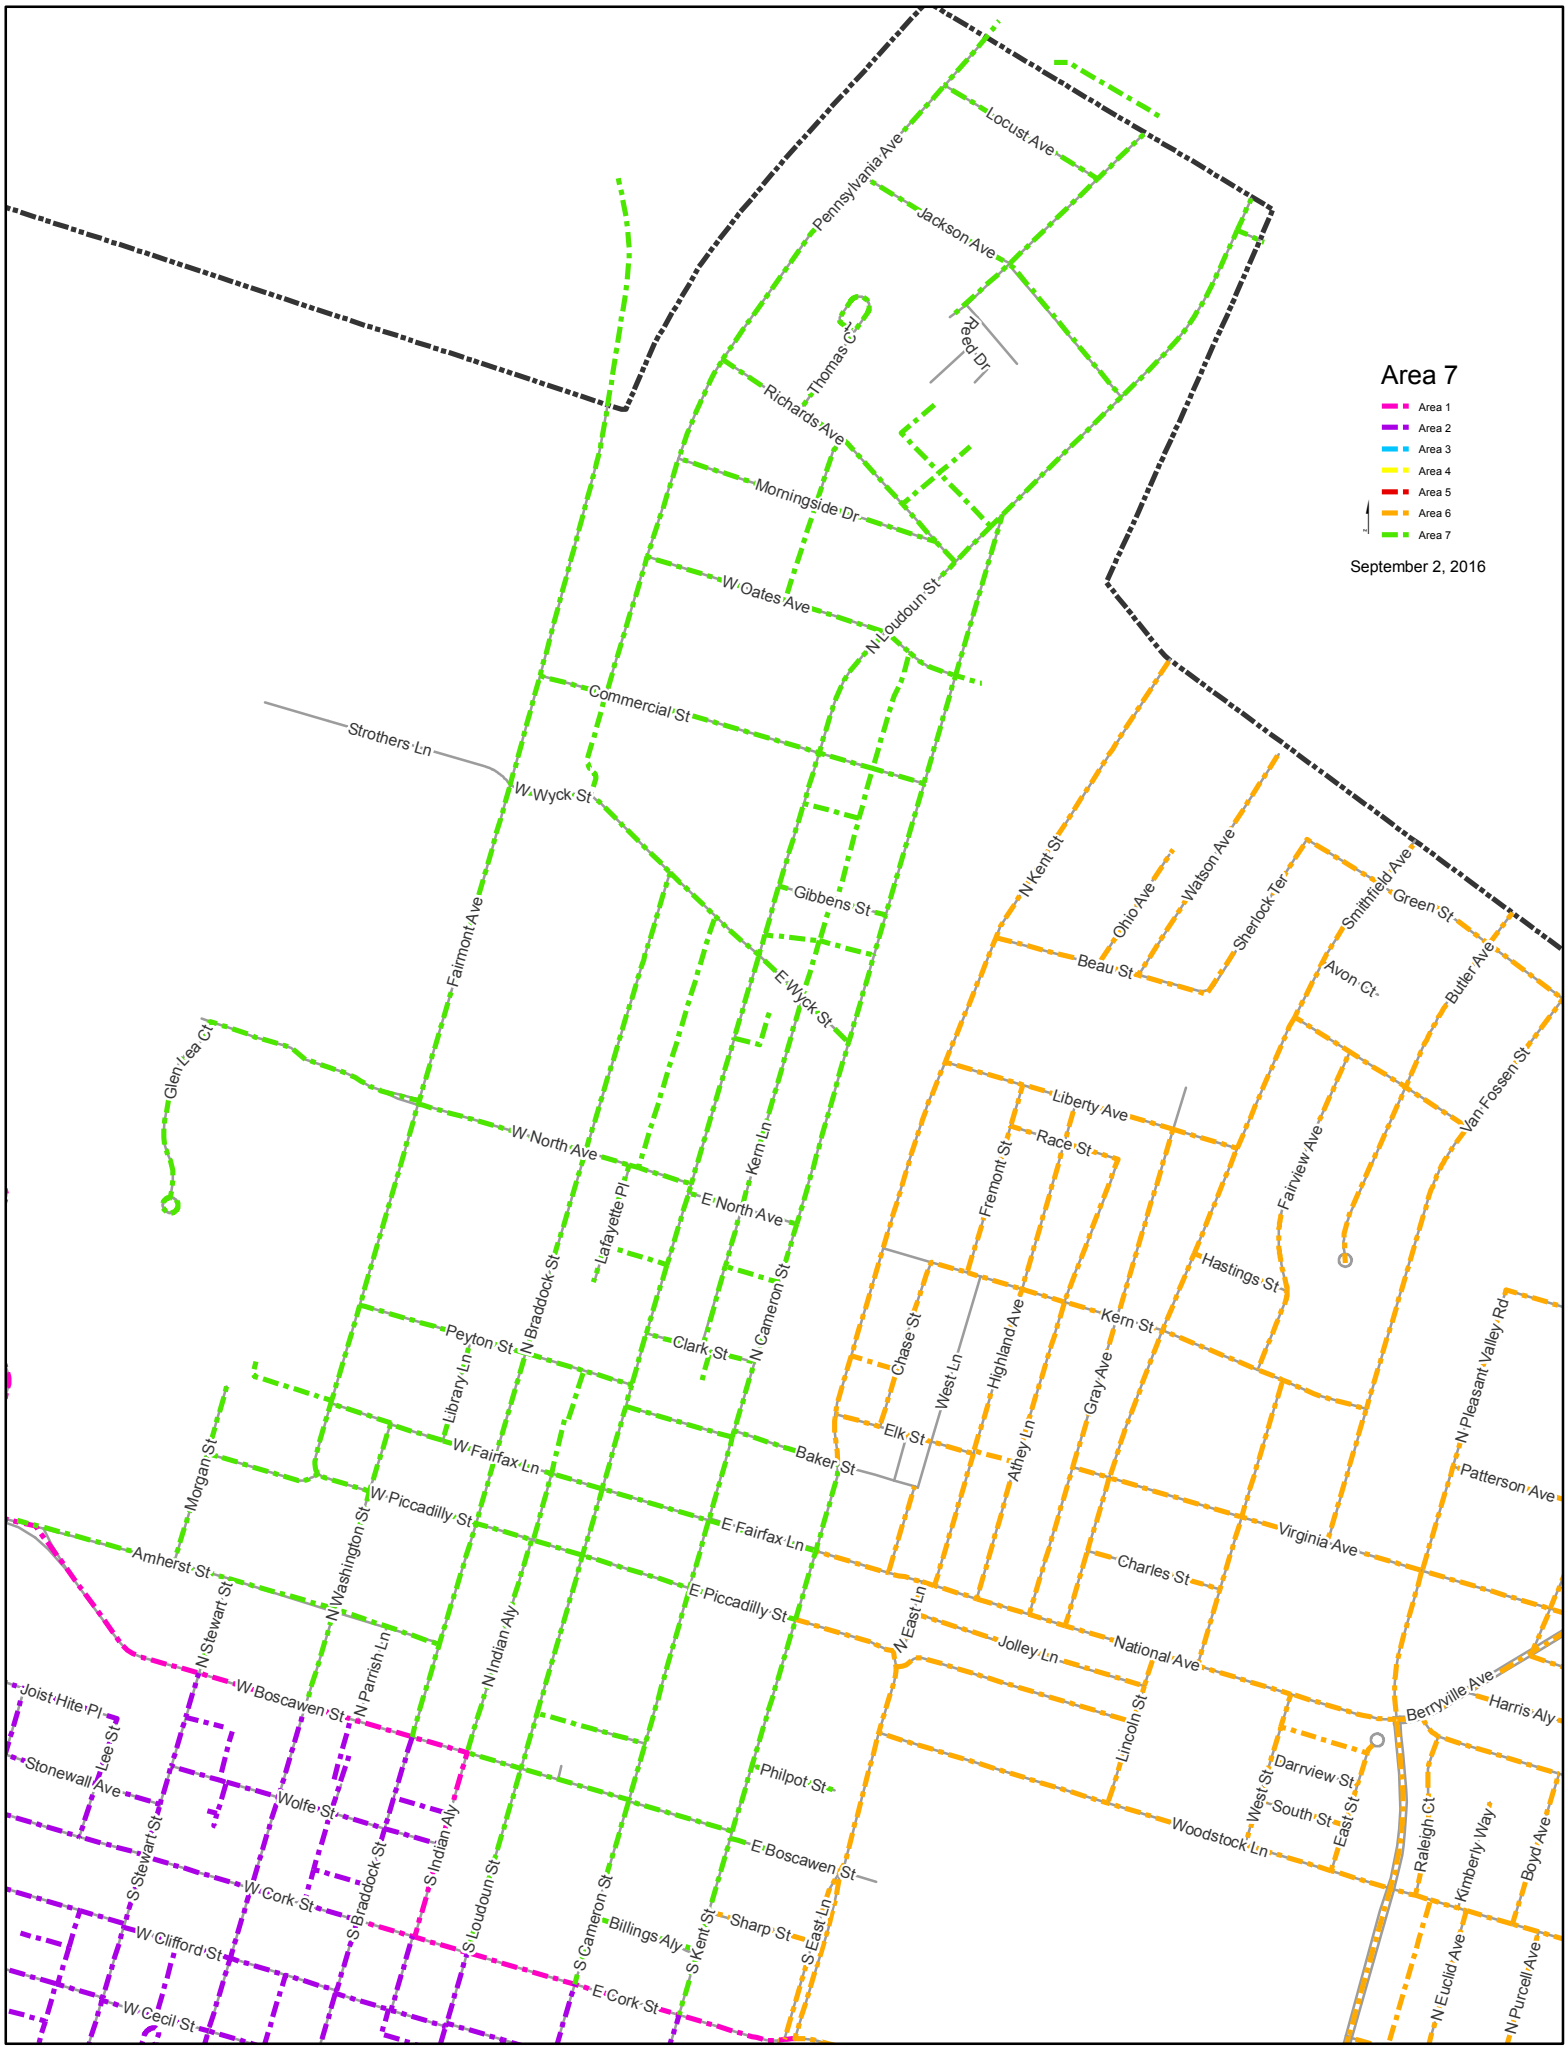 Locust Ave
Pennsylvania Ave
Jackson Ave
Thomas Ct
Reed Dr
Richards Ave
Morningside Dr
W Oates Ave
N Loudoun St
Area 7
Area 1
Area 2
Area 3
Area 4
Area 5
Area 6
Area 7
September 2, 2016
Commercial St
Strothers Ln
W Wyck St
N Kent St
Ohio Ave
Watson Ave
Sherlock Ter
Smithfield Ave
Green St
Gibbens St
Fairmont Ave
Beau St
Avon Ct
Butler Ave
E Wyck St
Glen Lea Ct
Van Fossen St
Liberty Ave
W North Ave
Kern Ln
Race St
Fremont St
Fairview Ave
Lafayette Pl
E North Ave
Hastings St
N Braddock St
N Cameron St
Peyton St
Clark St
Library Ln
Chase St
West Ln
Highland Ave
Kern St
Gray Ave
N Pleasant Valley Rd
Morgan St
W Fairfax Ln
Baker St
Elk St
Athey Ln
Patterson Ave
W Piccadilly St
N Washington St
E Fairfax Ln
Virginia Ave
Amherst St
Charles St
N Stewart St
E Piccadilly St
N East Ln
N Indian Aly
N Parrish Ln
Jolley Ln
National Ave
Joist Hite Pl
W Boscawen St
Lincoln St
Berryville Ave
Harris Aly
Lee St
Stonewall Ave
Wolfe St
Philpot St
Darrview St
West St
South St
East St
S Stewart St
S Indian Aly
E Boscawen St
Woodstock Ln
Raleigh Ct
Kimberly Way
Boyd Ave
W Cork St
S Braddock St
S Loudoun St
S Cameron St
Billings Aly
S Kent St
Sharp St
S East Ln
W Clifford St
W Cecil St
E Cork St
N Euclid Ave
N Purcell Ave